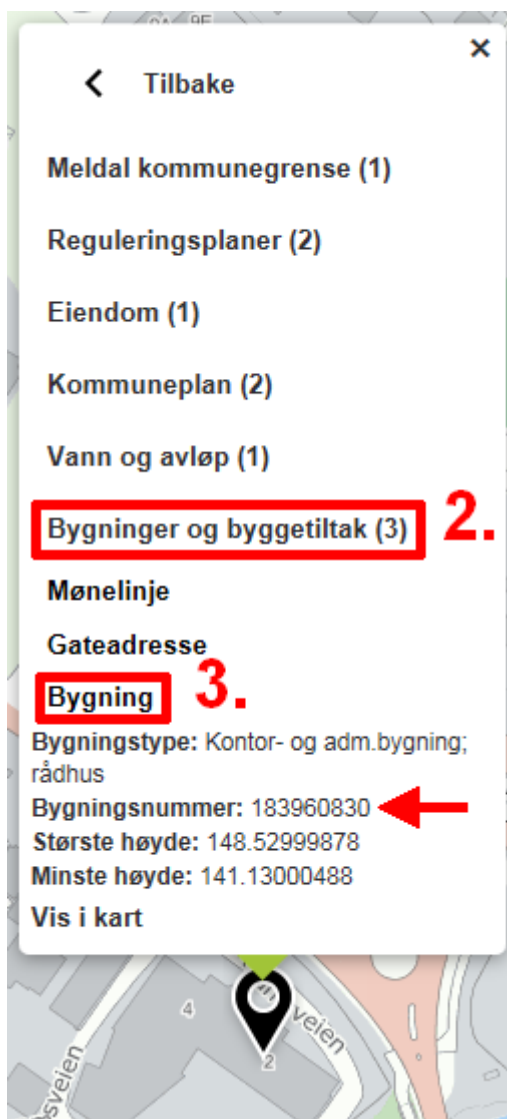 9A 9F
×
Tilbake
Meldal kommunegrense (1)
Reguleringsplaner (2)
Eiendom (1)
Kommuneplan (2)
Vann og avløp (1)
Bygninger og byggetiltak (3) 2.
Mønelinje
Gateadresse
Bygning 3.
Bygningstype: Kontor- og adm.bygning;
rådhus
Bygningsnummer: 183960830
Største høyde: 148.52999878
Minste høyde: 141.13000488
Vis i kart
4
2